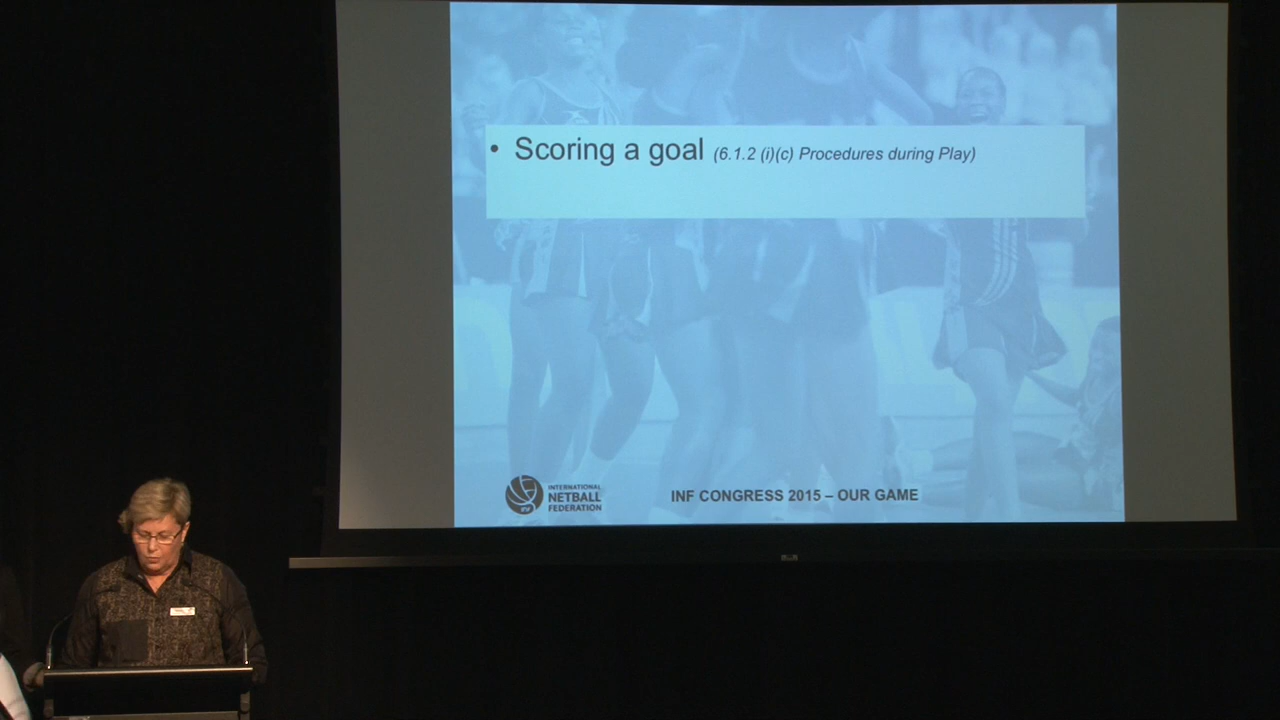 • Scoring a goal (6.1.2 (i)(c) Procedures during Play)
INTERNATIONAL
NETBALL
FEDERATION
INF CONGRESS 2015 – OUR GAME